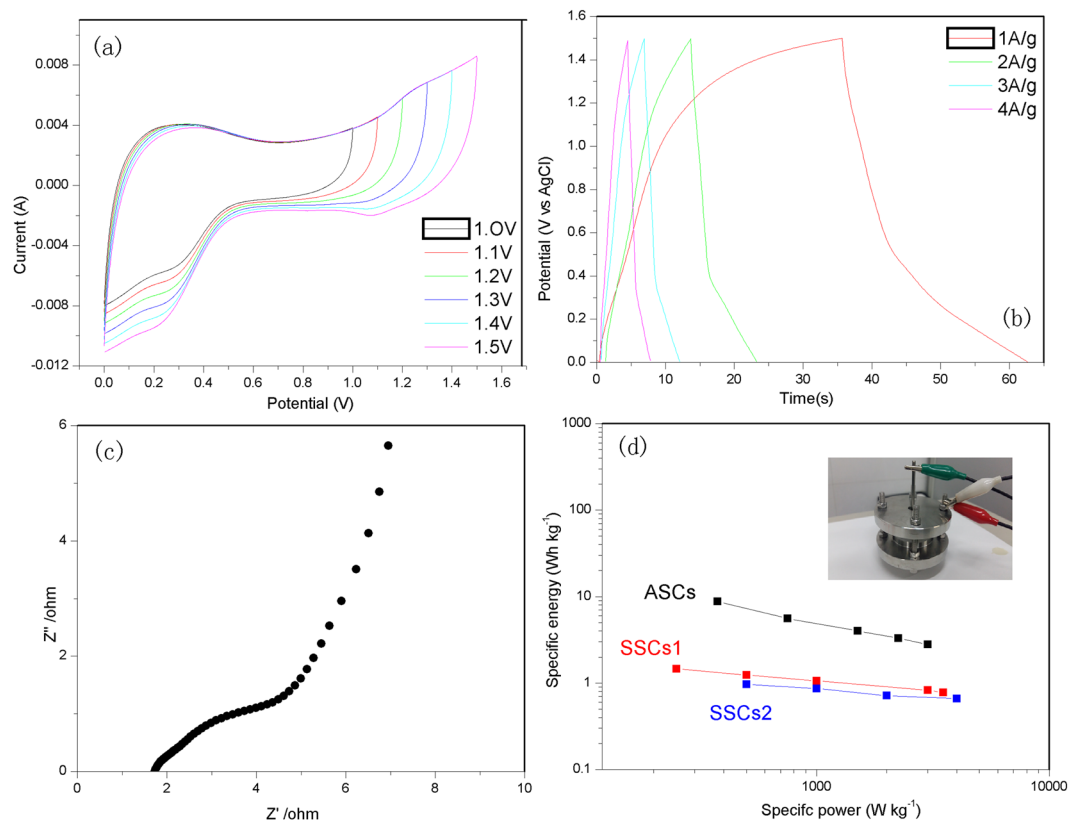 (a)
0.008
0.004
0.000
-0.004
-0.008
-0.012
Current (A)
1.0V
1.1V
1.2V
1.3V
1.4V
1.5V
0.0 0.2 0.4 0.6 0.8 1.0 1.2 1.4 1.6
Potential (V)
1.6
1.4
1.2
1.0
0.8
0.6
0.4
0.2
0.0
Potential (V vs AgCl)
1A/g
2A/g
3A/g
4A/g
(b)
0 10 20 30 40 50 60
Time(s)
(c)
6
4
2
0
Z'' /ohm
0 2 4 6 8 10
Z' /ohm
(d)
1000
100
10
1
0.1
Specific energy (Wh kg-1)
ASCs
SSCs1
SSCs2
1000 10000
Specifc power (W kg-1)